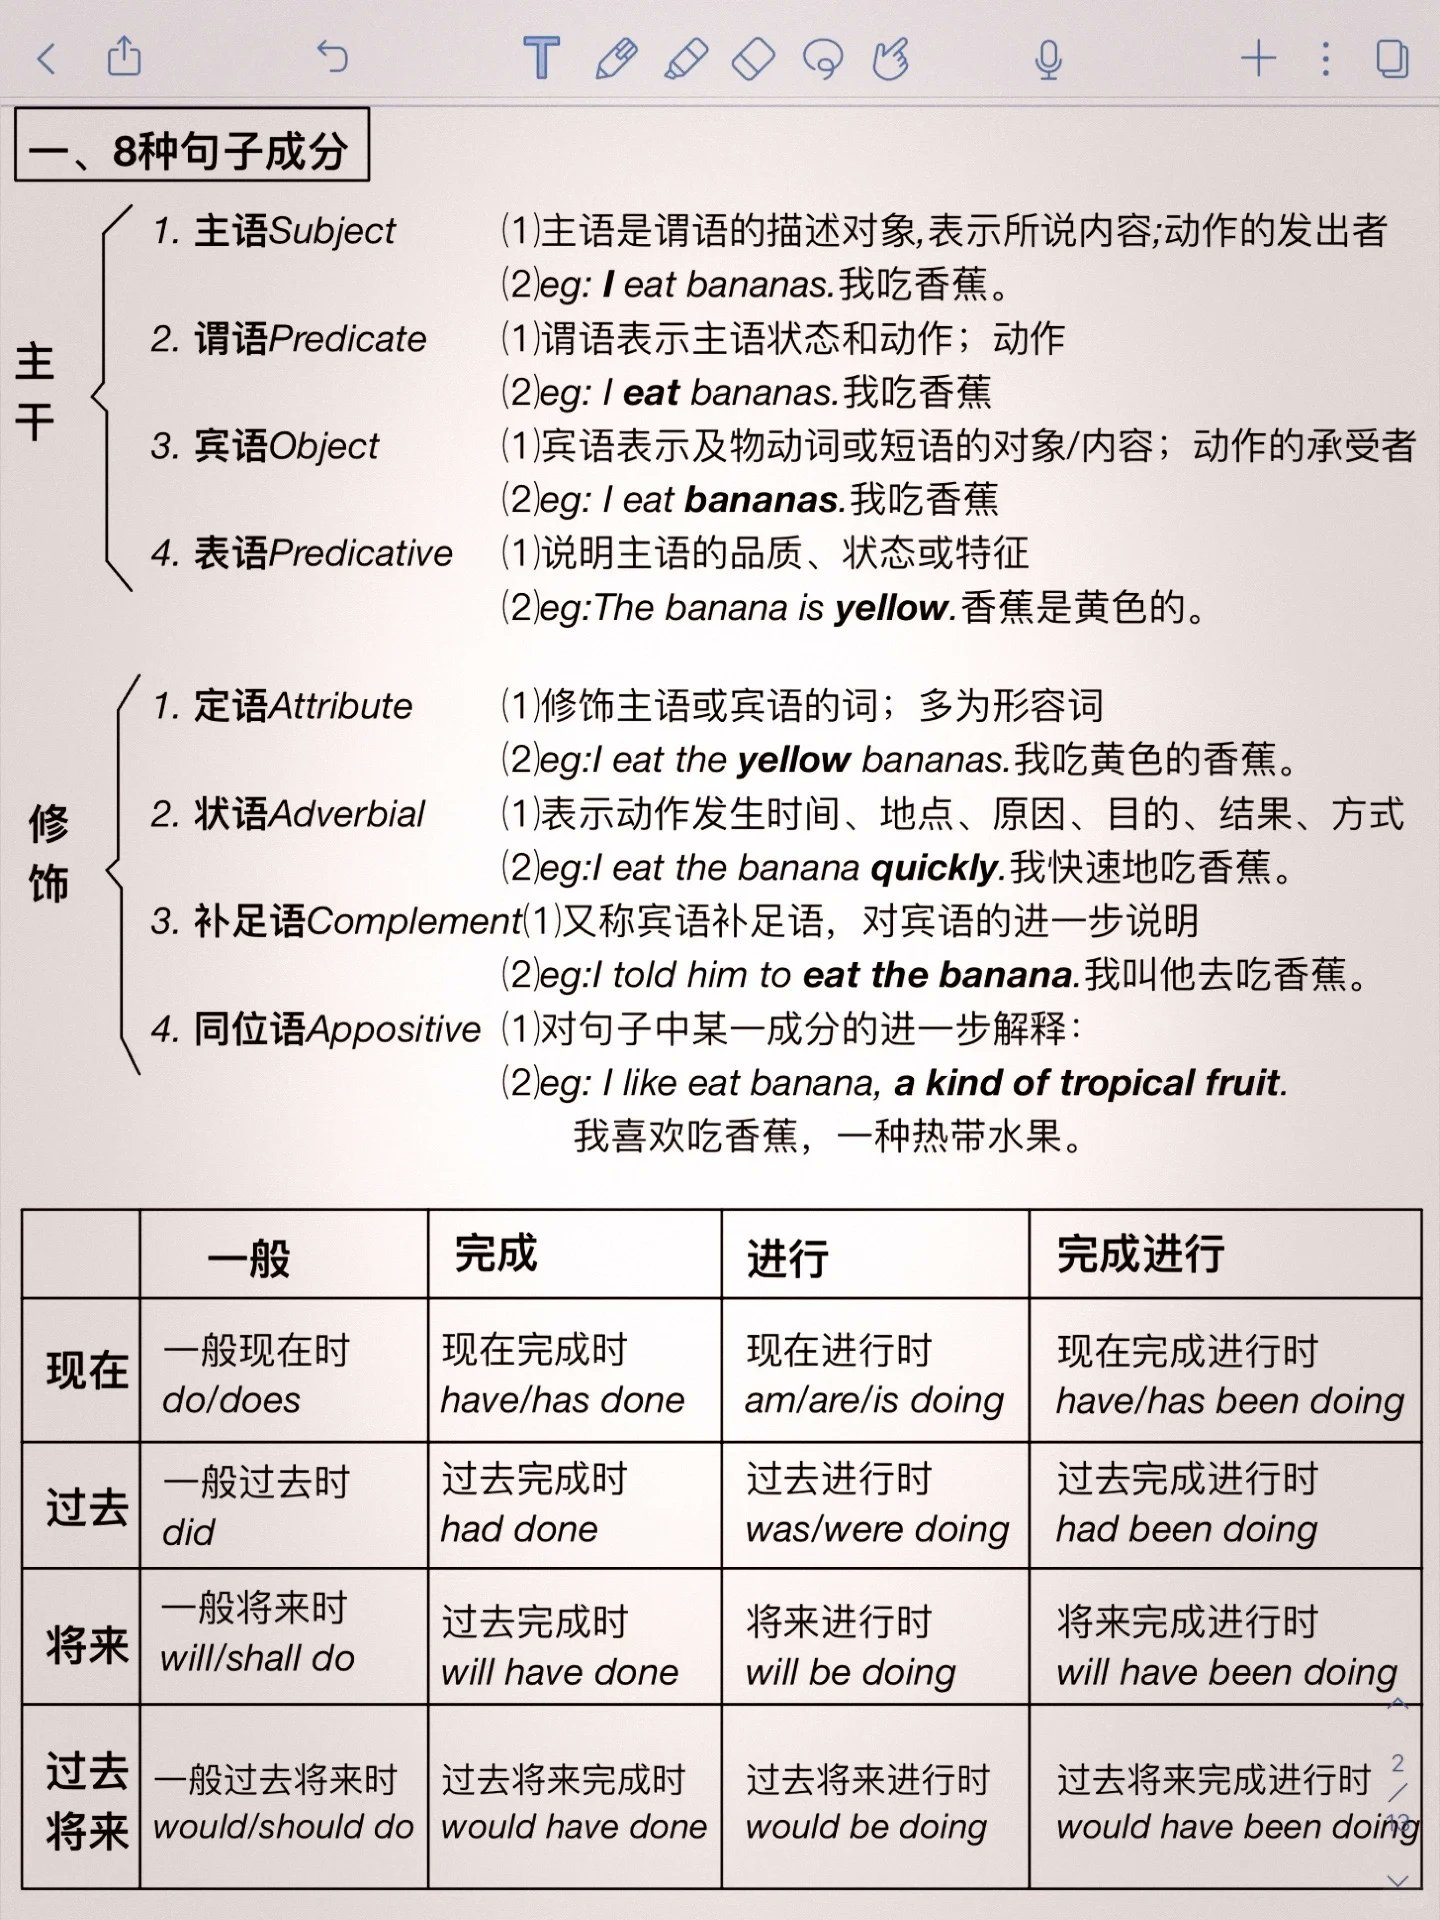 一、8种句子成分
主干
1. 主语Subject (1)主语是谓语的描述对象,表示所说内容;动作的发出者
(2)eg: I eat bananas.我吃香蕉。
2. 谓语Predicate (1)谓语表示主语状态和动作；动作
(2)eg: I eat bananas.我吃香蕉
3. 宾语Object (1)宾语表示及物动词或短语的对象/内容；动作的承受者
(2)eg: I eat bananas.我吃香蕉
4. 表语Predicative (1)说明主语的品质、状态或特征
(2)eg:The banana is yellow.香蕉是黄色的。
修饰
1. 定语Attribute (1)修饰主语或宾语的词；多为形容词
(2)eg:I eat the yellow bananas.我吃黄色的香蕉。
2. 状语Adverbial (1)表示动作发生时间、地点、原因、目的、结果、方式
(2)eg:I eat the banana quickly.我快速地吃香蕉。
3. 补足语Complement(1)又称宾语补足语，对宾语的进一步说明
(2)eg:I told him to eat the banana.我叫他去吃香蕉。
4. 同位语Appositive (1)对句子中某一成分的进一步解释：
(2)eg: I like eat banana, a kind of tropical fruit.
我喜欢吃香蕉，一种热带水果。
一般 完成 进行 完成进行
现在
一般现在时 现在完成时 现在进行时 现在完成进行时
do/does have/has done am/are/is doing have/has been doing
过去
一般过去时 过去完成时 过去进行时 过去完成进行时
did had done was/were doing had been doing
将来
一般将来时 过去完成时 将来进行时 将来完成进行时
will/shall do will have done will be doing will have been doing
过去将来
一般过去将来时 过去将来完成时 过去将来进行时 过去将来完成进行时
would/should do would have done would be doing would have been doing
2
/
13